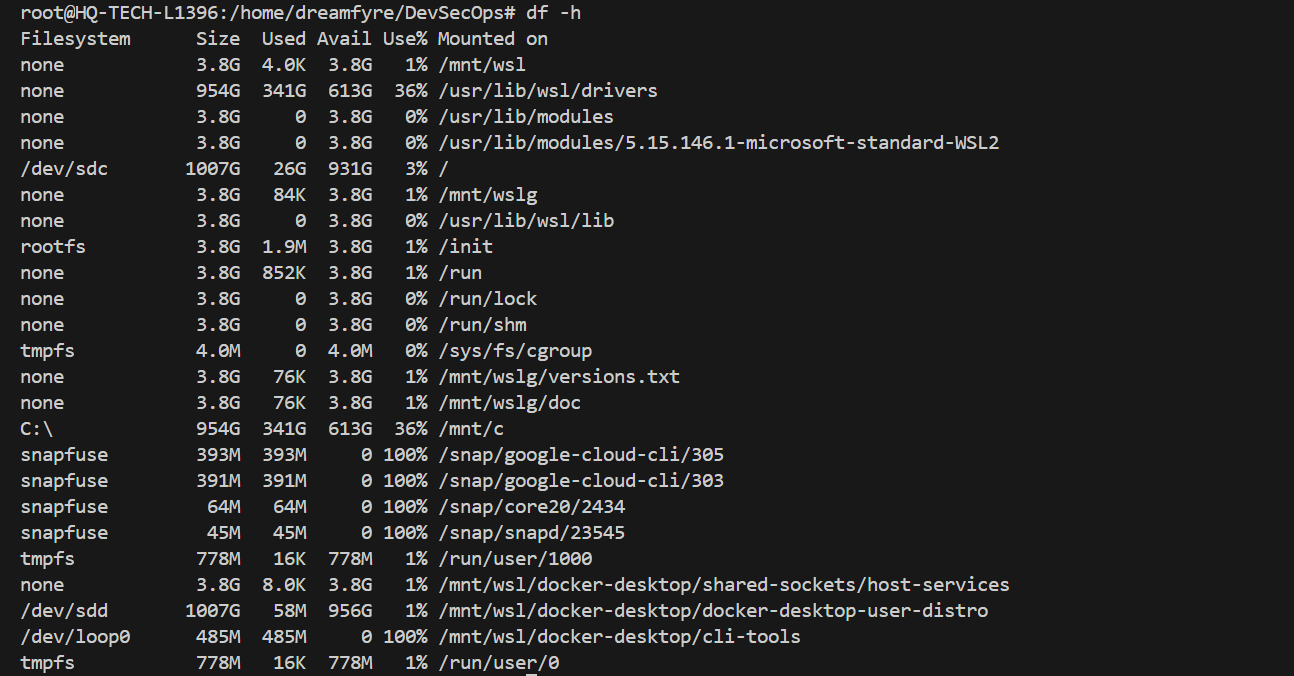 root@HQ-TECH-L1396:/home/dreamfyre/DevSecOps# df -h
Filesystem      Size  Used Avail Use% Mounted on
none            3.8G  4.0K  3.8G   1% /mnt/wsl
none            954G  341G  613G  36% /usr/lib/wsl/drivers
none            3.8G     0  3.8G   0% /usr/lib/modules
none            3.8G     0  3.8G   0% /usr/lib/modules/5.15.146.1-microsoft-standard-WSL2
/dev/sdc       1007G   26G  931G   3% /
none            3.8G   84K  3.8G   1% /mnt/wslg
none            3.8G     0  3.8G   0% /usr/lib/wsl/lib
rootfs          3.8G  1.9M  3.8G   1% /init
none            3.8G  852K  3.8G   1% /run
none            3.8G     0  3.8G   0% /run/lock
none            3.8G     0  3.8G   0% /run/shm
tmpfs           4.0M     0  4.0M   0% /sys/fs/cgroup
none            3.8G   76K  3.8G   1% /mnt/wslg/versions.txt
none            3.8G   76K  3.8G   1% /mnt/wslg/doc
C:\             954G  341G  613G  36% /mnt/c
snapfuse        393M  393M     0 100% /snap/google-cloud-cli/305
snapfuse        391M  391M     0 100% /snap/google-cloud-cli/303
snapfuse         64M   64M     0 100% /snap/core20/2434
snapfuse         45M   45M     0 100% /snap/snapd/23545
tmpfs           778M   16K  778M   1% /run/user/1000
none            3.8G  8.0K  3.8G   1% /mnt/wsl/docker-desktop/shared-sockets/host-services
/dev/sdd       1007G   58M  956G   1% /mnt/wsl/docker-desktop/docker-desktop-user-distro
/dev/loop0      485M  485M     0 100% /mnt/wsl/docker-desktop/cli-tools
tmpfs           778M   16K  778M   1% /run/user/0